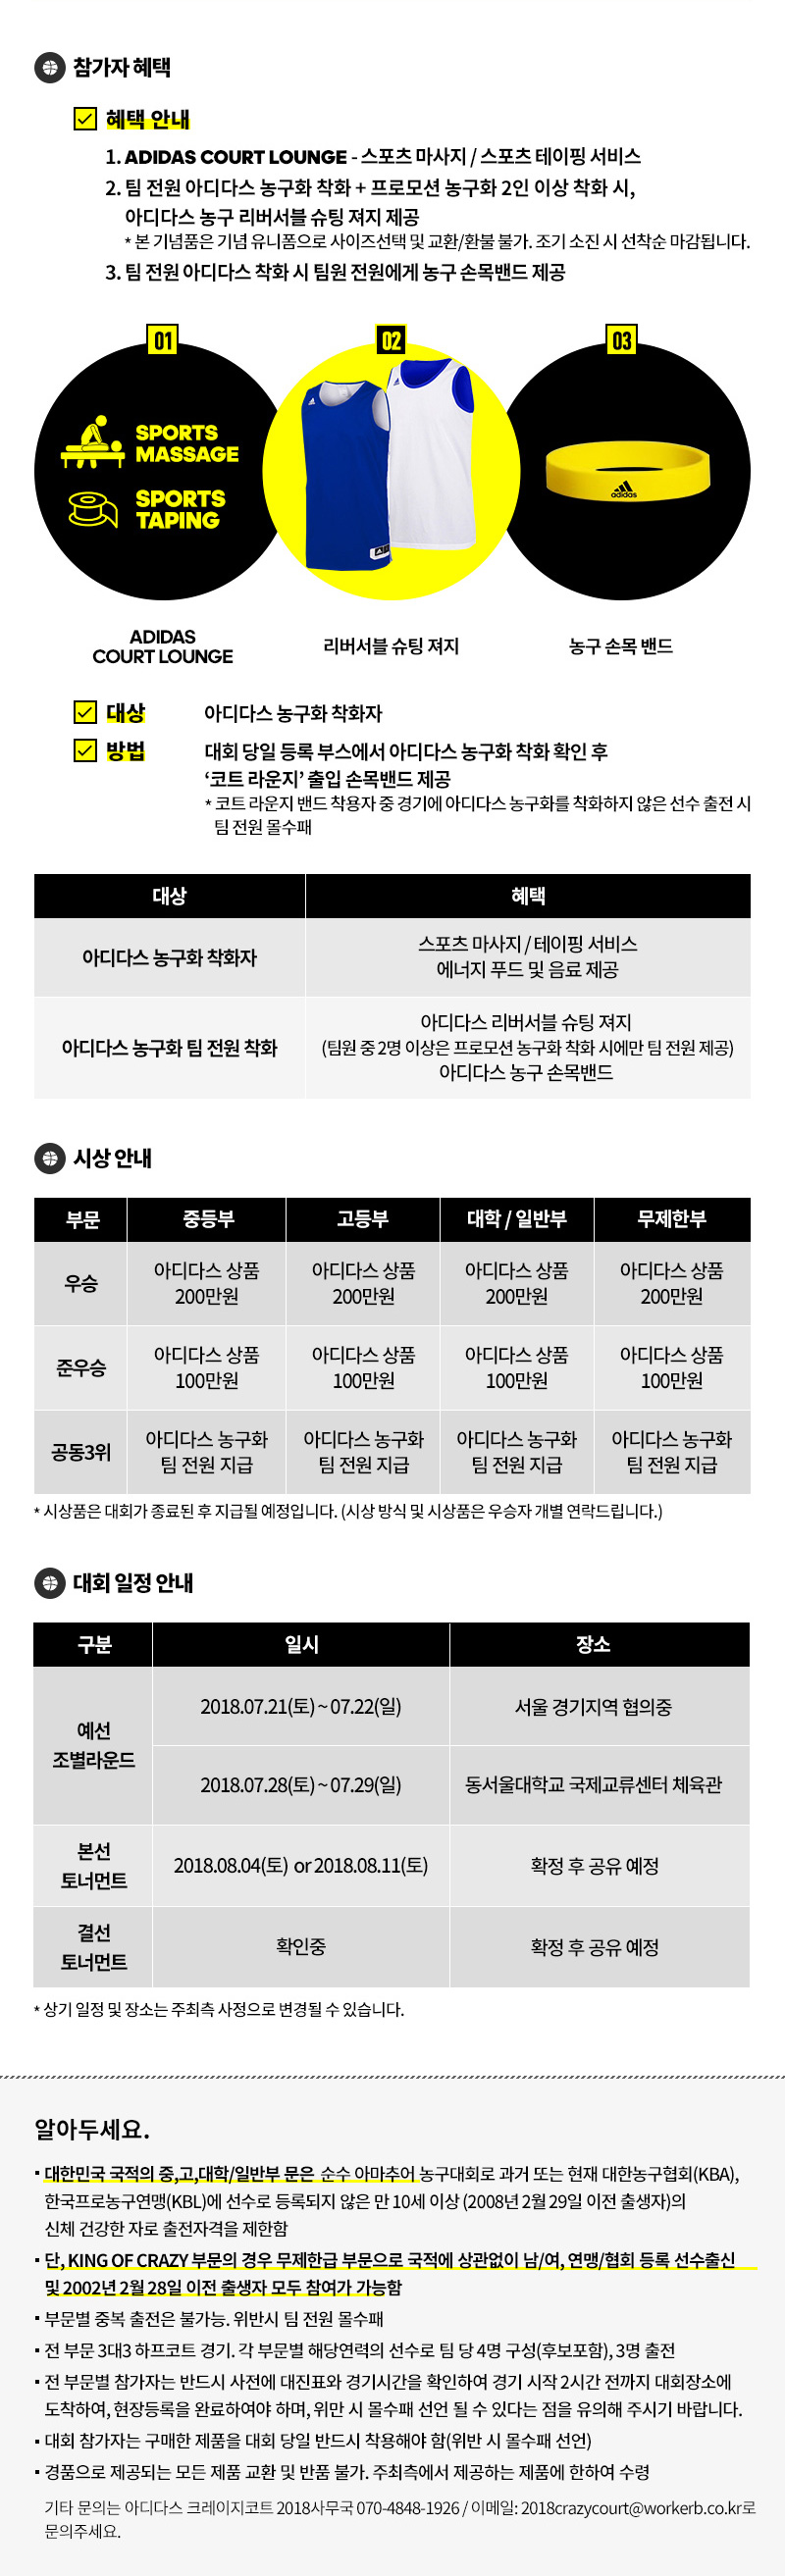 참가자 혜택
혜택 안내
1. ADIDAS COURT LOUNGE - 스포츠 마사지 / 스포츠 테이핑 서비스
2. 팀 전원 아디다스 농구화 착화 + 프로모션 농구화 2인 이상 착화 시,
아디다스 농구 리버서블 슈팅 져지 제공
* 본 기념품은 기념 유니폼으로 사이즈선택 및 교환/환불 불가. 조기 소진 시 선착순 마감됩니다.
3. 팀 전원 아디다스 착화 시 팀원 전원에게 농구 손목밴드 제공
01 02 03
SPORTS
MASSAGE
SPORTS
TAPING
adidas
ADIDAS
COURT LOUNGE
리버서블 슈팅 져지
농구 손목 밴드
대상 아디다스 농구화 착화자
방법 대회 당일 등록 부스에서 아디다스 농구화 착화 확인 후
‘코트 라운지’ 출입 손목밴드 제공
* 코트 라운지 밴드 착용자 중 경기에 아디다스 농구화를 착화하지 않은 선수 출전 시
팀 전원 몰수패
대상 혜택
아디다스 농구화 착화자
스포츠 마사지 / 테이핑 서비스
에너지 푸드 및 음료 제공
아디다스 농구화 팀 전원 착화
아디다스 리버서블 슈팅 져지
(팀원 중 2명 이상은 프로모션 농구화 착화 시에만 팀 전원 제공)
아디다스 농구 손목밴드
시상 안내
부문 중등부 고등부 대학 / 일반부 무제한부
우승
아디다스 상품 아디다스 상품 아디다스 상품 아디다스 상품
200만원 200만원 200만원 200만원
준우승
아디다스 상품 아디다스 상품 아디다스 상품 아디다스 상품
100만원 100만원 100만원 100만원
공동3위
아디다스 농구화 아디다스 농구화 아디다스 농구화 아디다스 농구화
팀 전원 지급 팀 전원 지급 팀 전원 지급 팀 전원 지급
* 시상품은 대회가 종료된 후 지급될 예정입니다. (시상 방식 및 시상품은 우승자 개별 연락드립니다.)
대회 일정 안내
구분 일시 장소
예선
조별라운드
2018.07.21(토) ~ 07.22(일) 서울 경기지역 협의중
2018.07.28(토) ~ 07.29(일) 동서울대학교 국제교류센터 체육관
본선
토너먼트
2018.08.04(토) or 2018.08.11(토) 확정 후 공유 예정
결선
토너먼트
확인중 확정 후 공유 예정
* 상기 일정 및 장소는 주최측 사정으로 변경될 수 있습니다.
알아두세요.
▪ 대한민국 국적의 중,고,대학/일반부 문은 순수 아마추어 농구대회로 과거 또는 현재 대한농구협회(KBA),
한국프로농구연맹(KBL)에 선수로 등록되지 않은 만 10세 이상 (2008년 2월 29일 이전 출생자)의
신체 건강한 자로 출전자격을 제한함
▪ 단, KING OF CRAZY 부문의 경우 무제한급 부문으로 국적에 상관없이 남/여, 연맹/협회 등록 선수출신
및 2002년 2월 28일 이전 출생자 모두 참여가 가능함
▪ 부문별 중복 출전은 불가능. 위반시 팀 전원 몰수패
▪ 전 부문 3대3 하프코트 경기. 각 부문별 해당연력의 선수로 팀 당 4명 구성(후보포함), 3명 출전
▪ 전 부문별 참가자는 반드시 사전에 대진표와 경기시간을 확인하여 경기 시작 2시간 전까지 대회장소에
도착하여, 현장등록을 완료하여야 하며, 위만 시 몰수패 선언 될 수 있다는 점을 유의해 주시기 바랍니다.
▪ 대회 참가자는 구매한 제품을 대회 당일 반드시 착용해야 함(위반 시 몰수패 선언)
▪ 경품으로 제공되는 모든 제품 교환 및 반품 불가. 주최측에서 제공하는 제품에 한하여 수령
기타 문의는 아디다스 크레이지코트 2018사무국 070-4848-1926 / 이메일: 2018crazycourt@workerb.co.kr로
문의주세요.